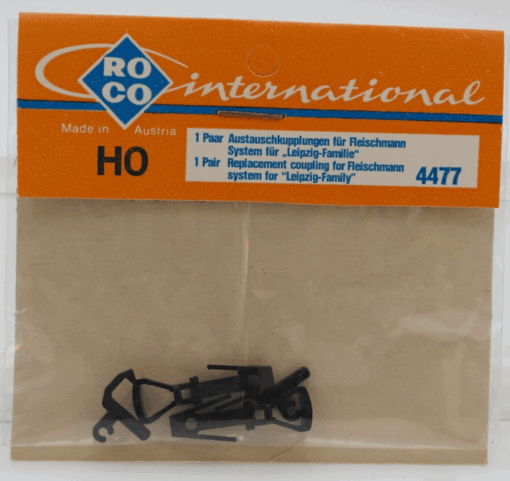 RO
CO
international
Made in Austria
HO
1 Paar Austauschkupplungen für Fleischmann
System für „Leipzig-Familie“
1 Pair Replacement coupling for Fleischmann
system for “Leipzig-Family”
4477